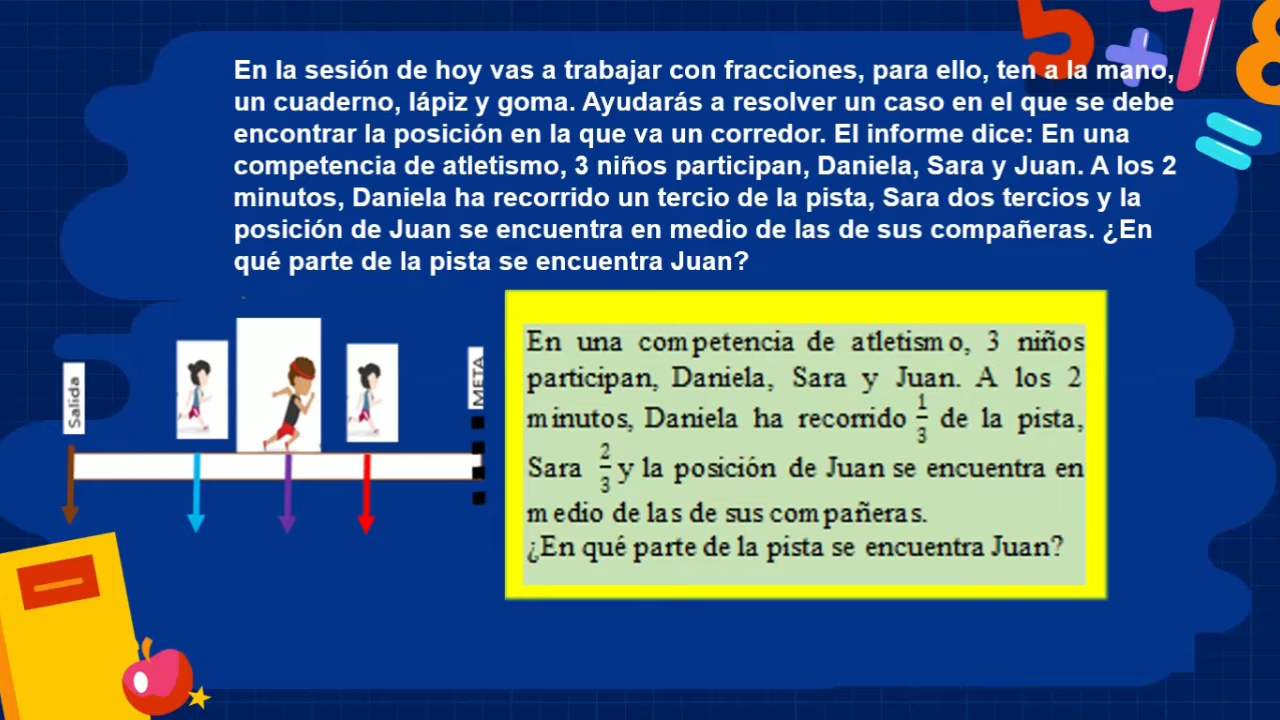 En la sesión de hoy vas a trabajar con fracciones, para ello, ten a la mano,
un cuaderno, lápiz y goma. Ayudarás a resolver un caso en el que se debe
encontrar la posición en la que va un corredor. El informe dice: En una
competencia de atletismo, 3 niños participan, Daniela, Sara y Juan. A los 2
minutos, Daniela ha recorrido un tercio de la pista, Sara dos tercios y la
posición de Juan se encuentra en medio de las de sus compañeras. ¿En
qué parte de la pista se encuentra Juan?
5 + 7 8
=
Salida
META
En una competencia de atletismo, 3 niños
participan, Daniela, Sara y Juan. A los 2
minutos, Daniela ha recorrido 1/3 de la pista,
Sara 2/3 y la posición de Juan se encuentra en
medio de las de sus compañeras.
¿En qué parte de la pista se encuentra Juan?